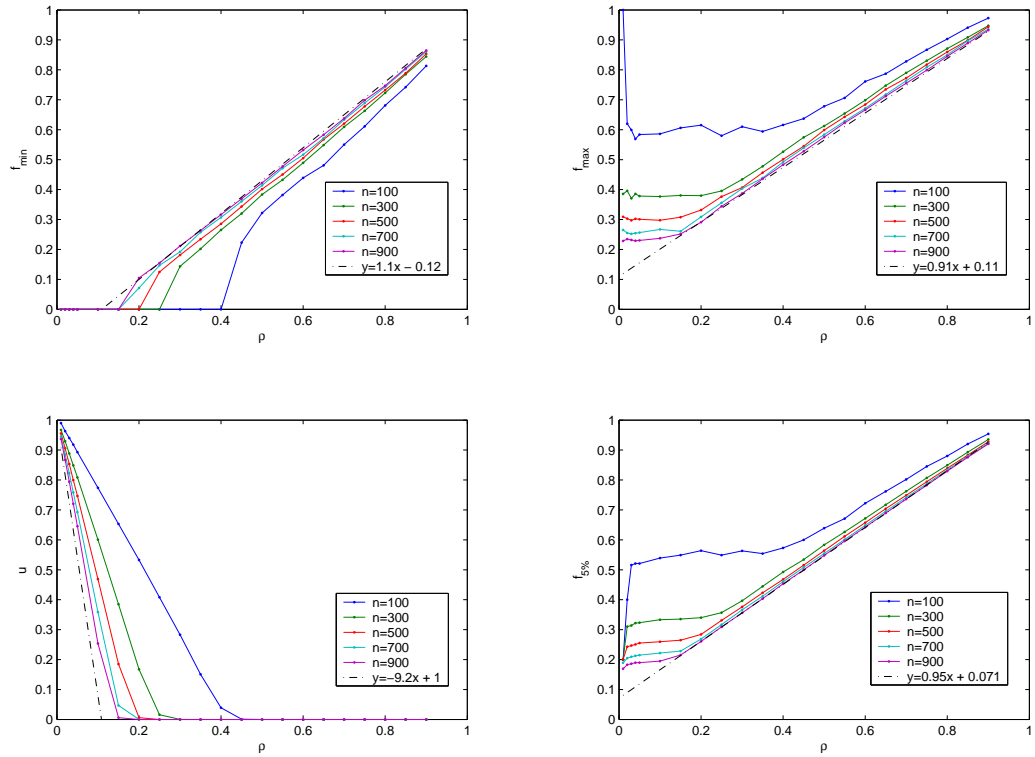 1
0.9
0.8
0.7
0.6
0.5
0.4
0.3
0.2
0.1
0
f_min
n=100
n=300
n=500
n=700
n=900
y=1.1x − 0.12
0 0.2 0.4 0.6 0.8 1
ρ
1
0.9
0.8
0.7
0.6
0.5
0.4
0.3
0.2
0.1
0
f_max
n=100
n=300
n=500
n=700
n=900
y=0.91x + 0.11
0 0.2 0.4 0.6 0.8 1
ρ
1
0.9
0.8
0.7
0.6
0.5
0.4
0.3
0.2
0.1
0
u
n=100
n=300
n=500
n=700
n=900
y=−9.2x + 1
0 0.2 0.4 0.6 0.8 1
ρ
1
0.9
0.8
0.7
0.6
0.5
0.4
0.3
0.2
0.1
0
f_5%
n=100
n=300
n=500
n=700
n=900
y=0.95x + 0.071
0 0.2 0.4 0.6 0.8 1
ρ